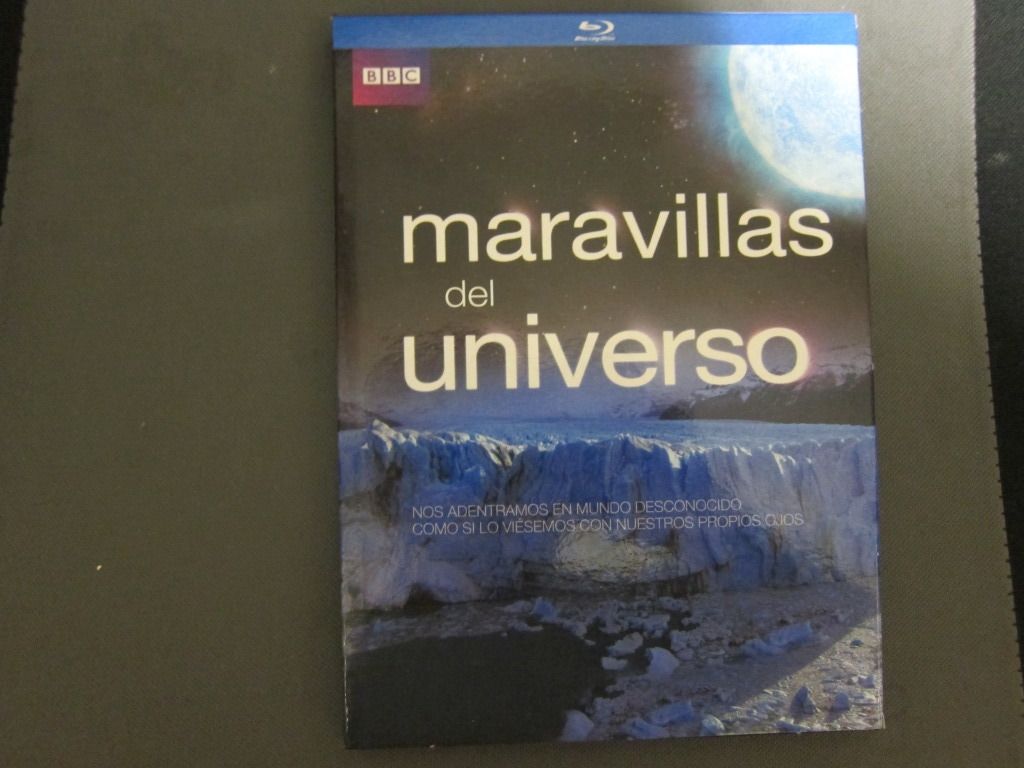 Blu-ray Disc
BBC
maravillas
del
universo
NOS ADENTRAMOS EN MUNDO DESCONOCIDO
COMO SI LO VIÉSEMOS CON NUESTROS PROPIOS OJOS